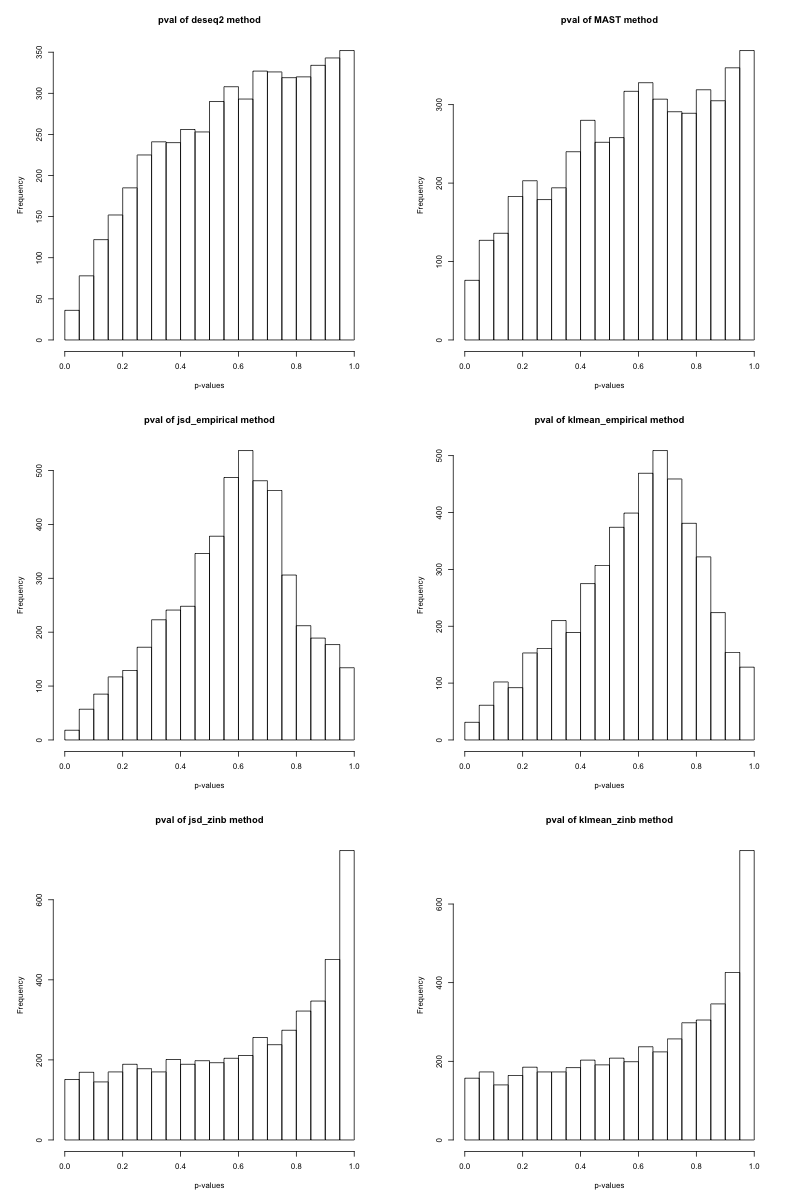 pval of deseq2 method
350
300
250
200
150
100
50
0
Frequency
0.0 0.2 0.4 0.6 0.8 1.0
p-values
pval of MAST method
300
200
100
0
Frequency
0.0 0.2 0.4 0.6 0.8 1.0
p-values
pval of jsd_empirical method
500
400
300
200
100
0
Frequency
0.0 0.2 0.4 0.6 0.8 1.0
p-values
pval of klmean_empirical method
500
400
300
200
100
0
Frequency
0.0 0.2 0.4 0.6 0.8 1.0
p-values
pval of jsd_zinb method
600
400
200
0
Frequency
0.0 0.2 0.4 0.6 0.8 1.0
p-values
pval of klmean_zinb method
600
400
200
0
Frequency
0.0 0.2 0.4 0.6 0.8 1.0
p-values